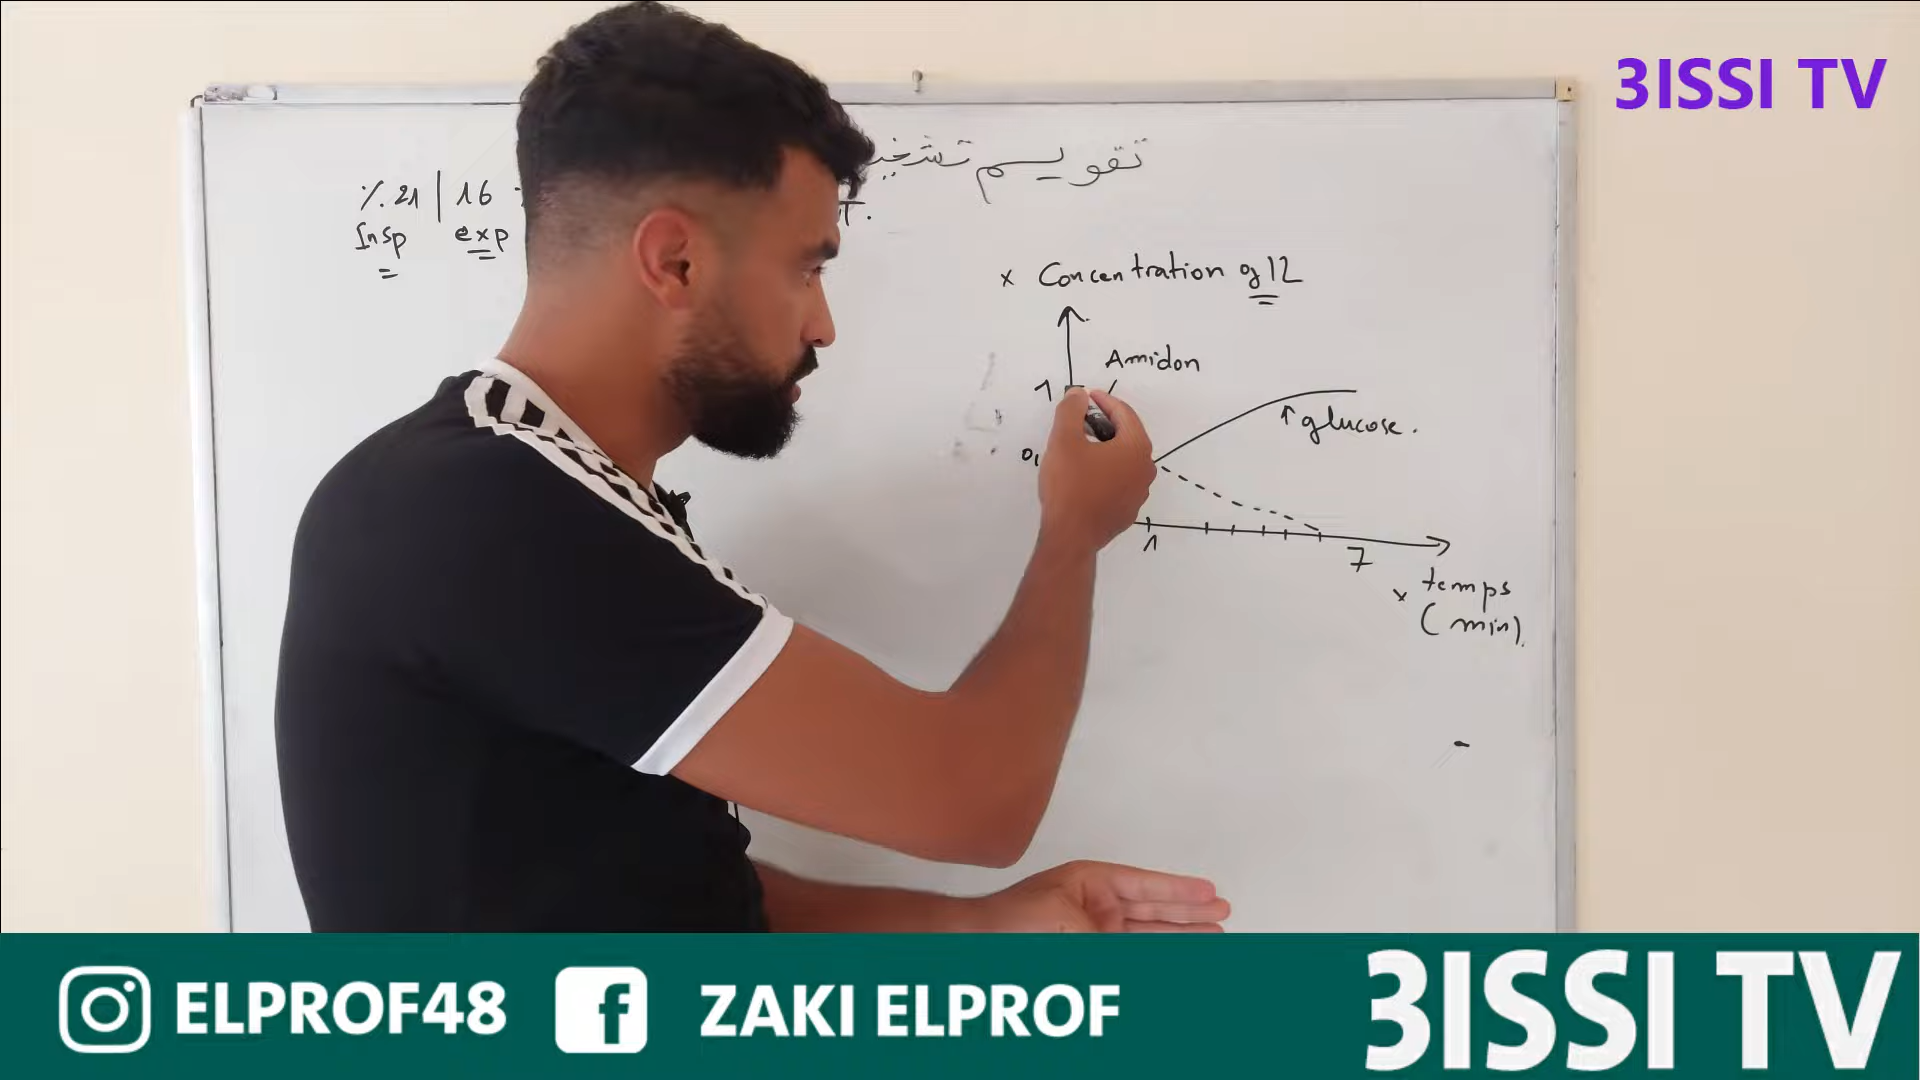 3ISSI TV
تقويم
٪ 21 | 16
Insp exp
T.
x Concentration g/l
Amidon
1
↑ glucose.
0,
1 7
x temps
(min).
ELPROF48
ZAKI ELPROF
3ISSI TV